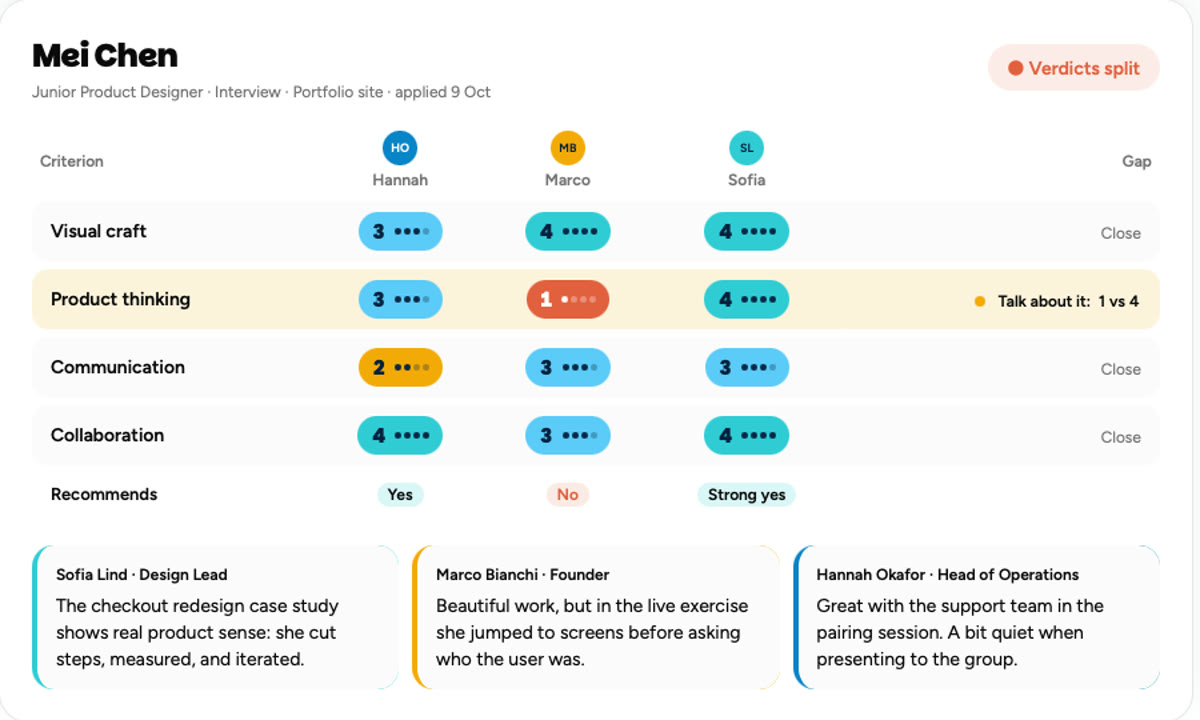 Mei Chen
Verdicts split
Junior Product Designer · Interview · Portfolio site · applied 9 Oct
HO MB SL
Criterion Hannah Marco Sofia Gap
Visual craft 3 4 4 Close
Product thinking 3 1 4 Talk about it: 1 vs 4
Communication 2 3 3 Close
Collaboration 4 3 4 Close
Recommends Yes No Strong yes
Sofia Lind · Design Lead
The checkout redesign case study
shows real product sense: she cut
steps, measured, and iterated.
Marco Bianchi · Founder
Beautiful work, but in the live exercise
she jumped to screens before asking
who the user was.
Hannah Okafor · Head of Operations
Great with the support team in the
pairing session. A bit quiet when
presenting to the group.